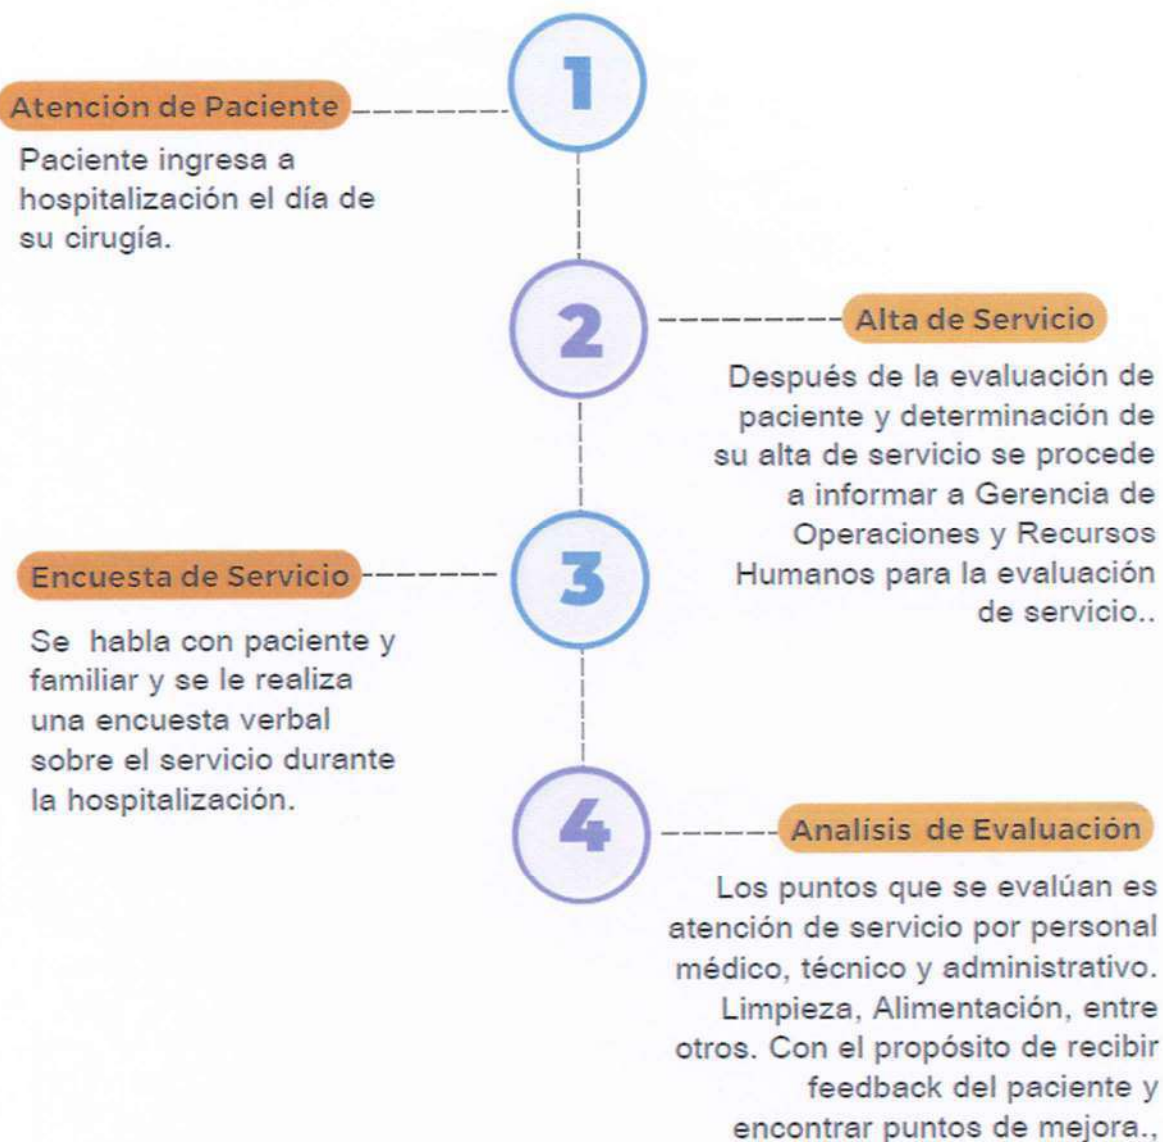 1
Atención de Paciente
Paciente ingresa a
hospitalización el día de
su cirugía.
2
Alta de Servicio
Después de la evaluación de
paciente y determinación de
su alta de servicio se procede
a informar a Gerencia de
Operaciones y Recursos
Humanos para la evaluación
de servicio..
3
Encuesta de Servicio
Se habla con paciente y
familiar y se le realiza
una encuesta verbal
sobre el servicio durante
la hospitalización.
4
Analísis de Evaluación
Los puntos que se evalúan es
atención de servicio por personal
médico, técnico y administrativo.
Limpieza, Alimentación, entre
otros. Con el propósito de recibir
feedback del paciente y
encontrar puntos de mejora.,